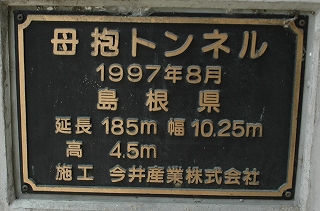 母抱トンネル
1997年8月
島根県
延長 185m 幅 10.25m
高 4.5m
施工 今井産業株式会社